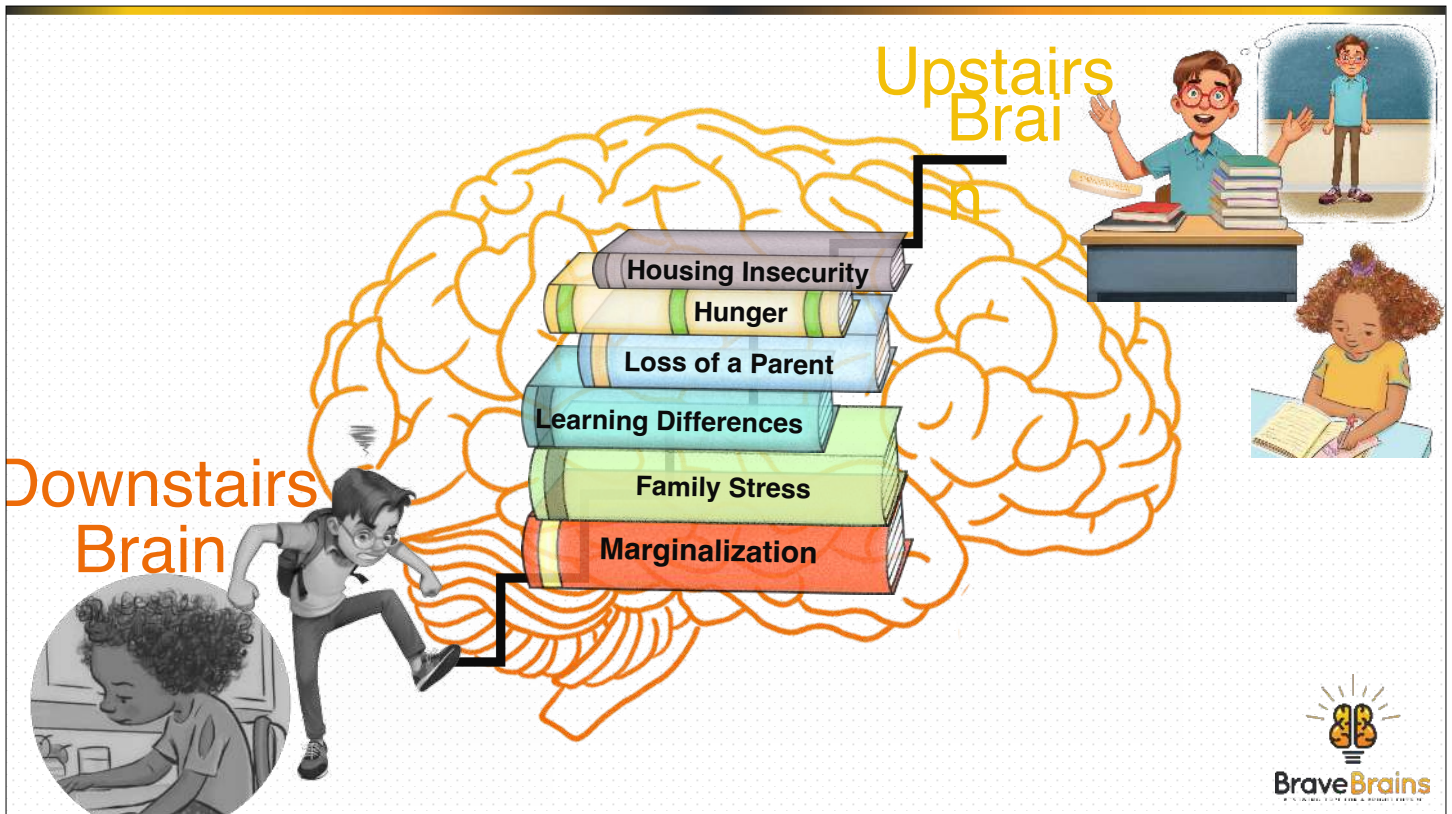 Upstairs
Brai
n
Housing Insecurity
Hunger
Loss of a Parent
Learning Differences
Family Stress
Marginalization
Downstairs
Brain
BraveBrains